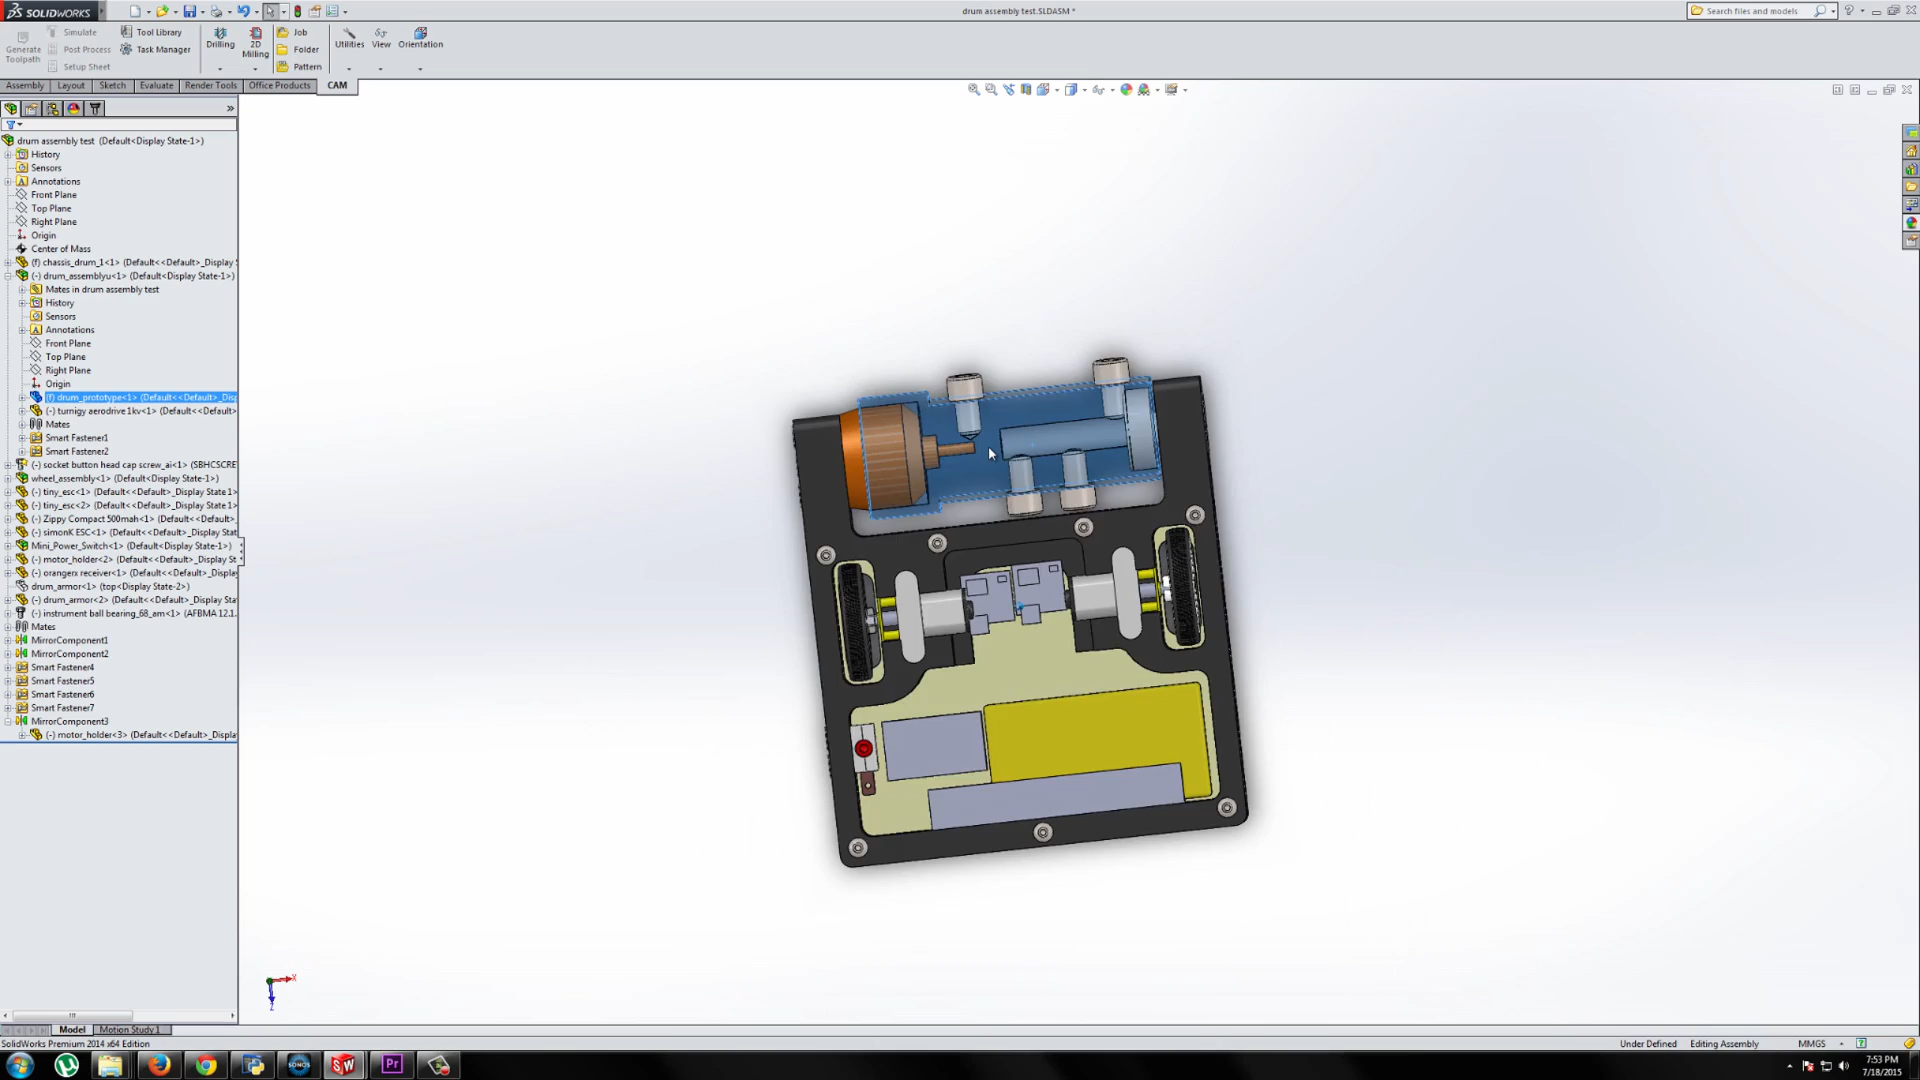 SOLIDWORKS
drum assembly test.SLDASM *
Search files and models
Generate
Toolpath
Simulate
Post Process
Setup Sheet
Tool Library
Task Manager
Drilling
2D
Milling
Job
Folder
Pattern
Utilities
View
Orientation
Assembly
Layout
Sketch
Evaluate
Render Tools
Office Products
CAM
drum assembly test (Default<Display State-1>)
History
Sensors
Annotations
Front Plane
Top Plane
Right Plane
Origin
Center of Mass
(f) chassis_drum_1<1> (Default<<Default>_Display S
(-) drum_assemblyu<1> (Default<Display State-1>)
Mates in drum assembly test
History
Sensors
Annotations
Front Plane
Top Plane
Right Plane
Origin
(f) drum_prototype<1> (Default<<Default>_Disp
(-) turnigy aerodrive 1kv<1> (Default<<Default>
Mates
Smart Fastener1
Smart Fastener2
(-) socket button head cap screw_ai<1> (SBHCSCRE
wheel_assembly<1> (Default<Display State-1>)
(-) tiny_esc<1> (Default<<Default>_Display State 1
(-) tiny_esc<2> (Default<<Default>_Display State 1
(-) Zippy Compact 500mah<1> (Default<<Default>
(-) simonK ESC<1> (Default<<Default>_Display Stat
Mini_Power_Switch<1> (Default<Display State-1>)
(-) motor_holder<2> (Default<<Default>_Display St
(-) orangerx receiver<1> (Default<<Default>_Displa
drum_armor<1> (top<Display State-2>)
(-) drum_armor<2> (Default<<Default>_Display Stat
(-) instrument ball bearing_68_am<1> (AFBMA 12.1.
Mates
MirrorComponent1
MirrorComponent2
Smart Fastener4
Smart Fastener5
Smart Fastener6
Smart Fastener7
MirrorComponent3
(-) motor_holder<3> (Default<<Default>_Displa
X
Z
Model
Motion Study 1
SolidWorks Premium 2014 x64 Edition
Under Defined
Editing Assembly
MMGS
SONOS
SW
Pr
7:53 PM
7/18/2015